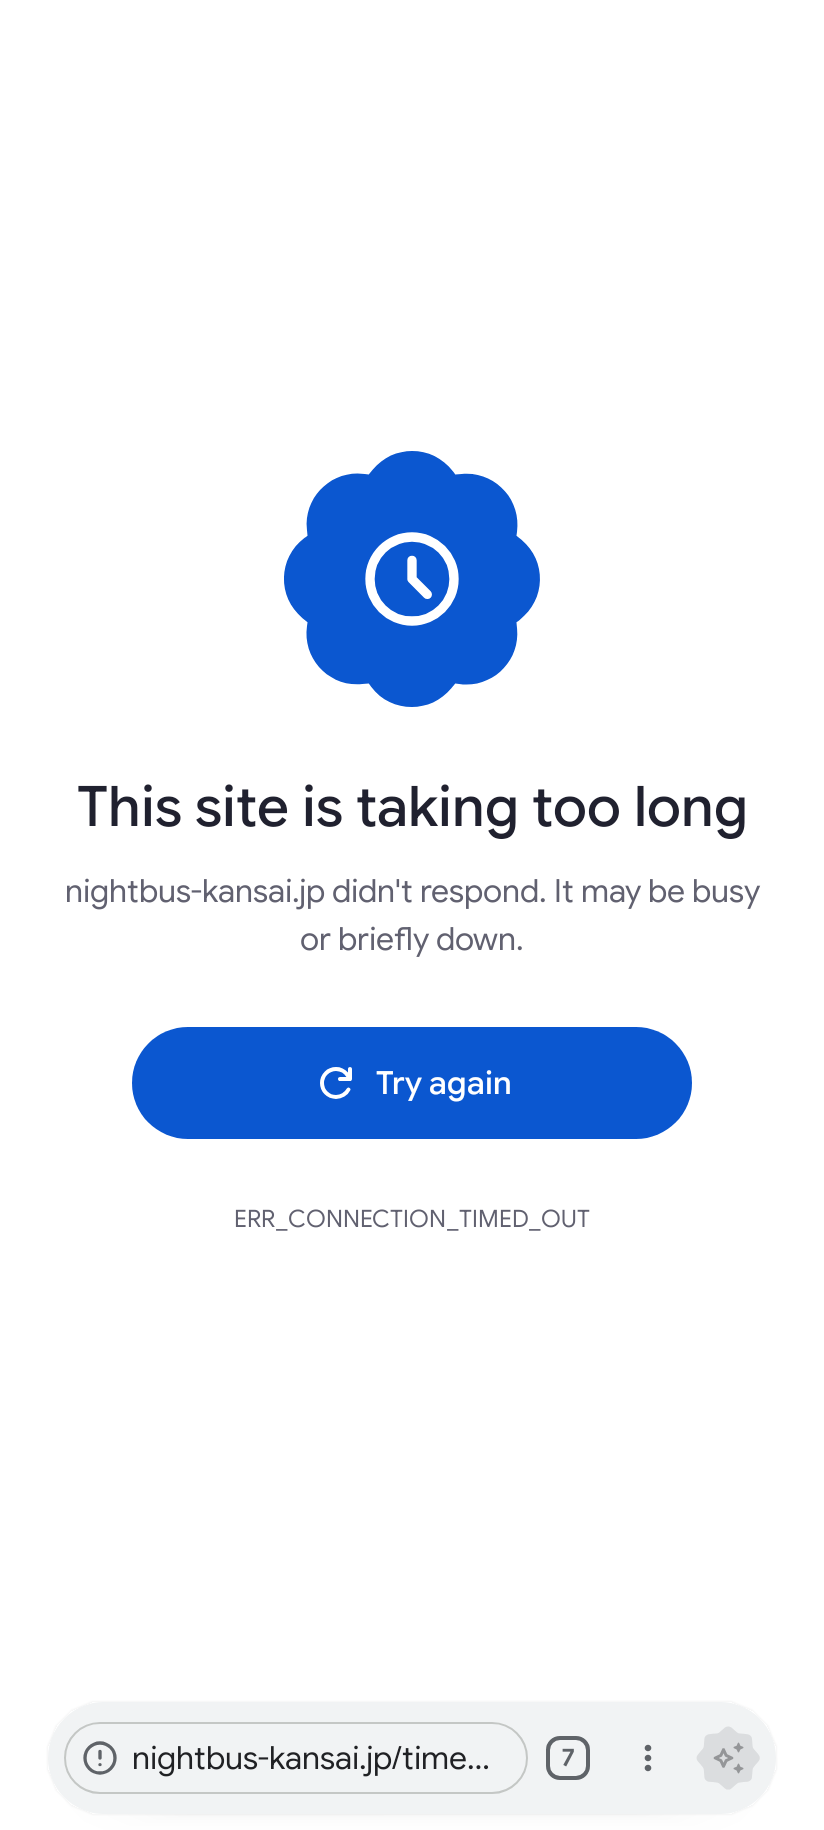 This site is taking too long
nightbus-kansai.jp didn't respond. It may be busy
or briefly down.
Try again
ERR_CONNECTION_TIMED_OUT
nightbus-kansai.jp/time...
7